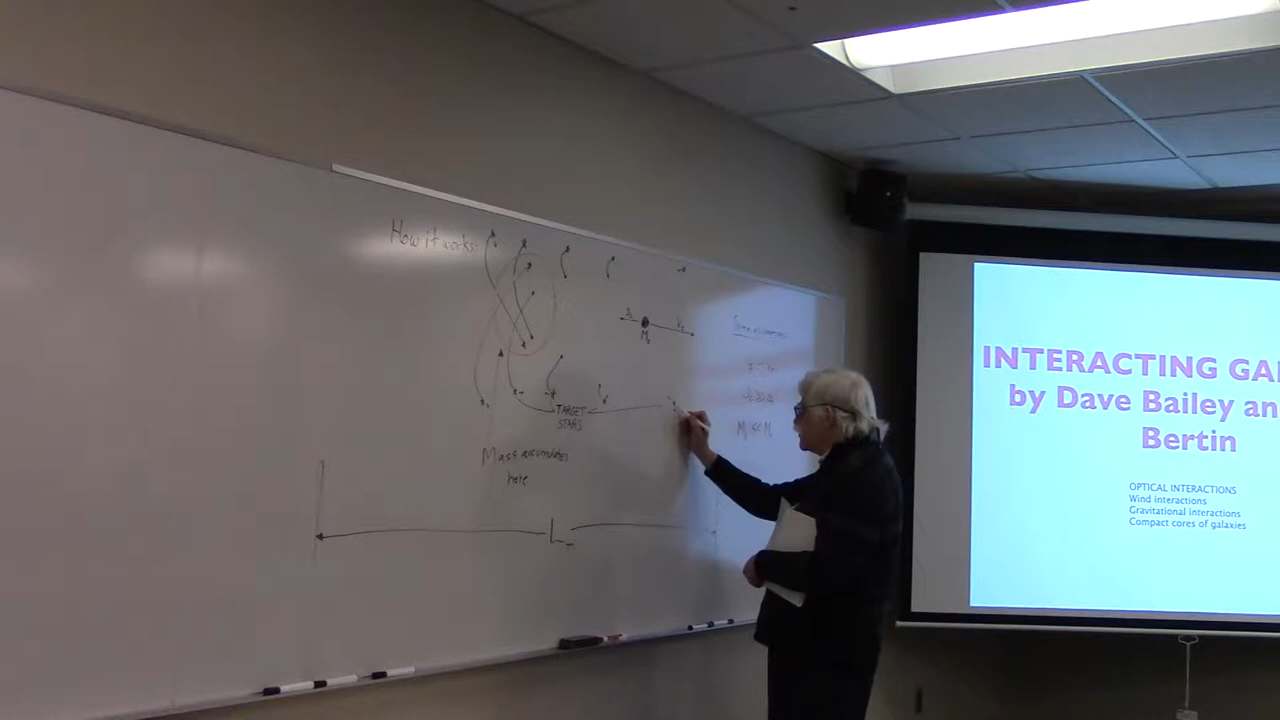 How it works:
M
V
TARGET
STARS
M << M
Mass accumulates
here
L
INTERACTING GA
by Dave Bailey an
Bertin
OPTICAL INTERACTIONS
Wind interactions
Gravitational interactions
Compact cores of galaxies